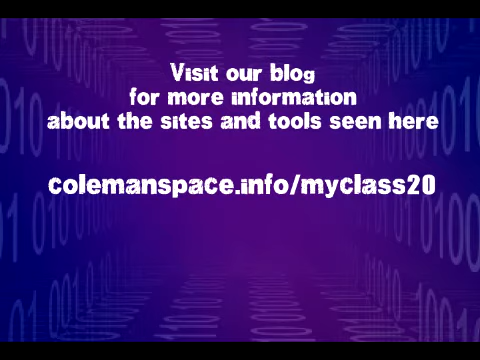 Visit our blog
for more information
about the sites and tools seen here
colemanspace.info/myclass20